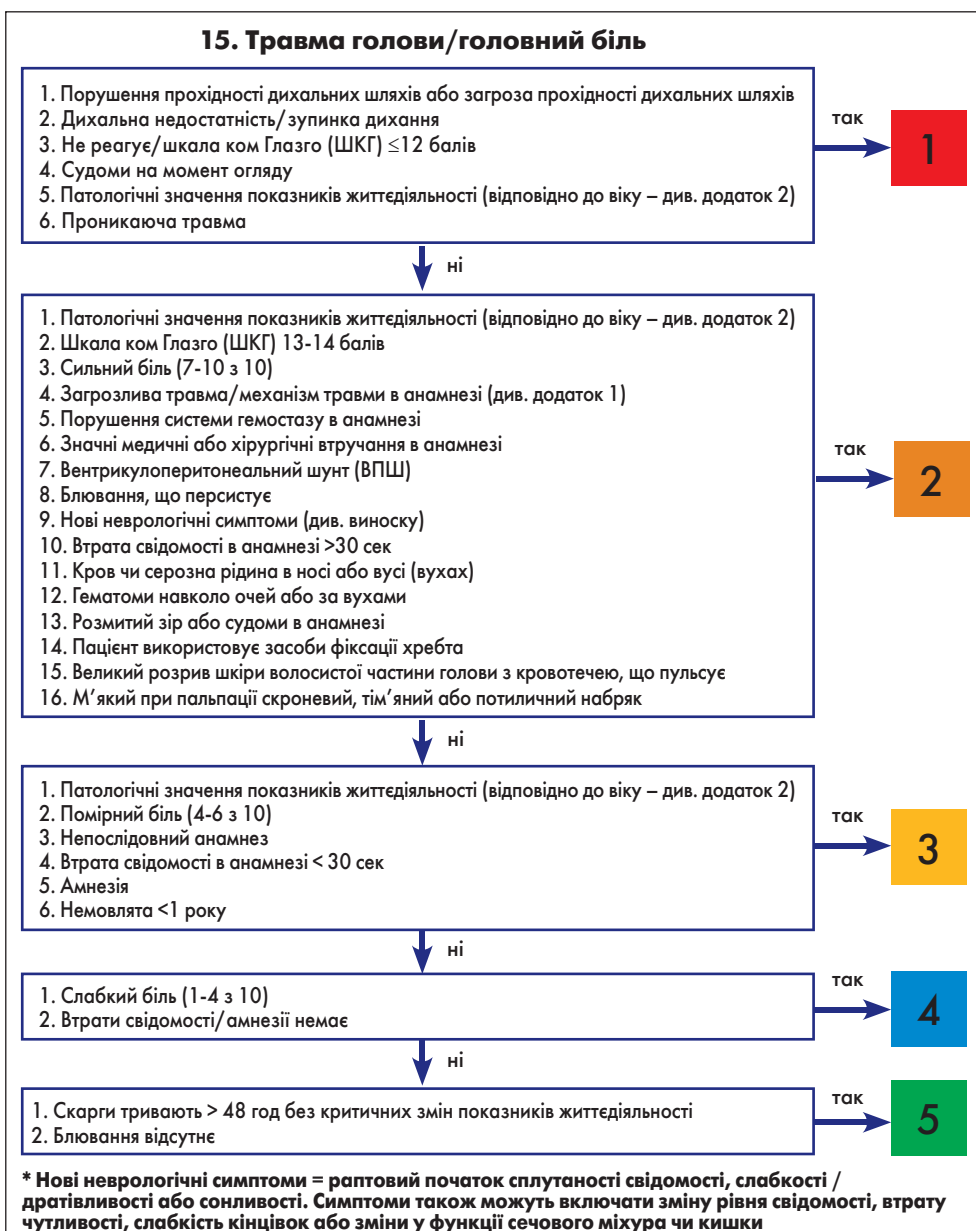 15. Травма голови/головний біль
1. Порушення прохідності дихальних шляхів або загроза прохідності дихальних шляхів
2. Дихальна недостатність/зупинка дихання
3. Не реагує/шкала ком Глазго (ШКГ) ≤12 балів
4. Судоми на момент огляду
5. Патологічні значення показників життєдіяльності (відповідно до віку – див. додаток 2)
6. Проникаюча травма
так
1
ні
1. Патологічні значення показників життєдіяльності (відповідно до віку – див. додаток 2)
2. Шкала ком Глазго (ШКГ) 13-14 балів
3. Сильний біль (7-10 з 10)
4. Загрозлива травма/механізм травми в анамнезі (див. додаток 1)
5. Порушення системи гемостазу в анамнезі
6. Значні медичні або хірургічні втручання в анамнезі
7. Вентрикулоперитонеальний шунт (ВПШ)
8. Блювання, що персистує
9. Нові неврологічні симптоми (див. виноску)
10. Втрата свідомості в анамнезі >30 сек
11. Кров чи серозна рідина в носі або вусі (вухах)
12. Гематоми навколо очей або за вухами
13. Розмитий зір або судоми в анамнезі
14. Пацієнт використовує засоби фіксації хребта
15. Великий розрив шкіри волосистої частини голови з кровотечею, що пульсує
16. М’який при пальпації скроневий, тім’яний або потиличний набряк
так
2
ні
1. Патологічні значення показників життєдіяльності (відповідно до віку – див. додаток 2)
2. Помірний біль (4-6 з 10)
3. Непослідовний анамнез
4. Втрата свідомості в анамнезі < 30 сек
5. Амнезія
6. Немовлята <1 року
так
3
ні
1. Слабкий біль (1-4 з 10)
2. Втрати свідомості/амнезії немає
так
4
ні
1. Скарги тривають > 48 год без критичних змін показників життєдіяльності
2. Блювання відсутнє
так
5
* Нові неврологічні симптоми = раптовий початок сплутаності свідомості, слабкості /
дратівливості або сонливості. Симптоми також можуть включати зміну рівня свідомості, втрату
чутливості, слабкість кінцівок або зміни у функції сечового міхура чи кишки